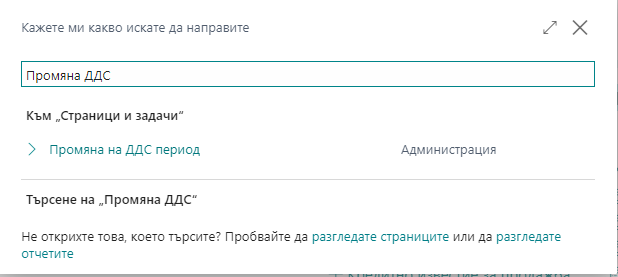 Кажете ми какво искате да направите
Промяна ДДС
Към „Страници и задачи“
Промяна на ДДС период Администрация
Търсене на „Промяна ДДС“
Не открихте това, което търсите? Пробвайте да разгледате страниците или да разгледате
отчетите